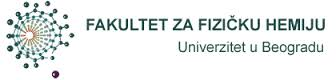 FAKULTET ZA FIZIČKU HEMIJU
Univerzitet u Beogradu